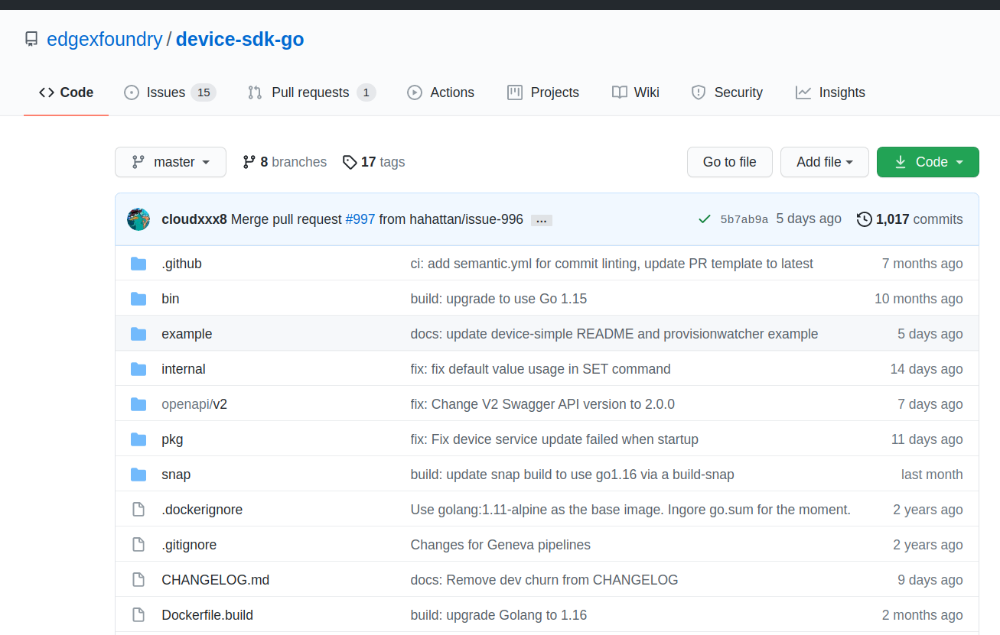 edgexfoundry / device-sdk-go
Code Issues 15 Pull requests 1 Actions Projects Wiki Security Insights
master 8 branches 17 tags Go to file Add file Code
cloudxxx8 Merge pull request #997 from hahattan/issue-996 ... 5b7ab9a 5 days ago 1,017 commits
.github ci: add semantic.yml for commit linting, update PR template to latest 7 months ago
bin build: upgrade to use Go 1.15 10 months ago
example docs: update device-simple README and provisionwatcher example 5 days ago
internal fix: fix default value usage in SET command 14 days ago
openapi/v2 fix: Change V2 Swagger API version to 2.0.0 7 days ago
pkg fix: Fix device service update failed when startup 11 days ago
snap build: update snap build to use go1.16 via a build-snap last month
.dockerignore Use golang:1.11-alpine as the base image. Ingore go.sum for the moment. 2 years ago
.gitignore Changes for Geneva pipelines 2 years ago
CHANGELOG.md docs: Remove dev churn from CHANGELOG 9 days ago
Dockerfile.build build: upgrade Golang to 1.16 2 months ago